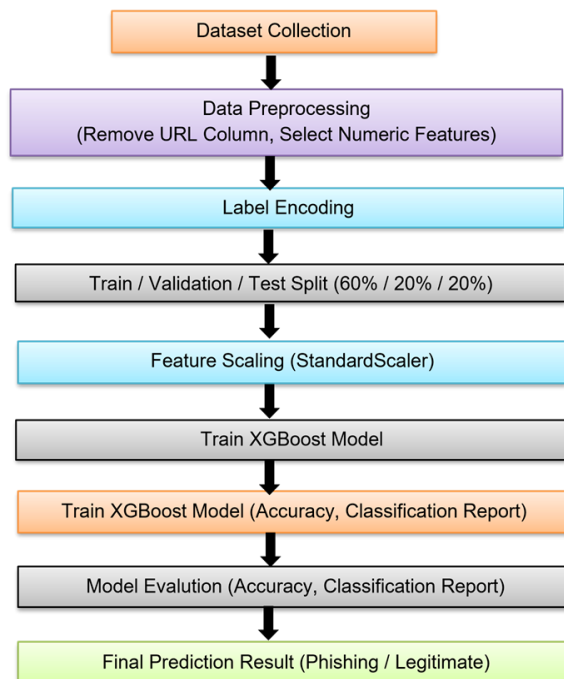 Dataset Collection
Data Preprocessing
(Remove URL Column, Select Numeric Features)
Label Encoding
Train / Validation / Test Split (60% / 20% / 20%)
Feature Scaling (StandardScaler)
Train XGBoost Model
Train XGBoost Model (Accuracy, Classification Report)
Model Evalution (Accuracy, Classification Report)
Final Prediction Result (Phishing / Legitimate)